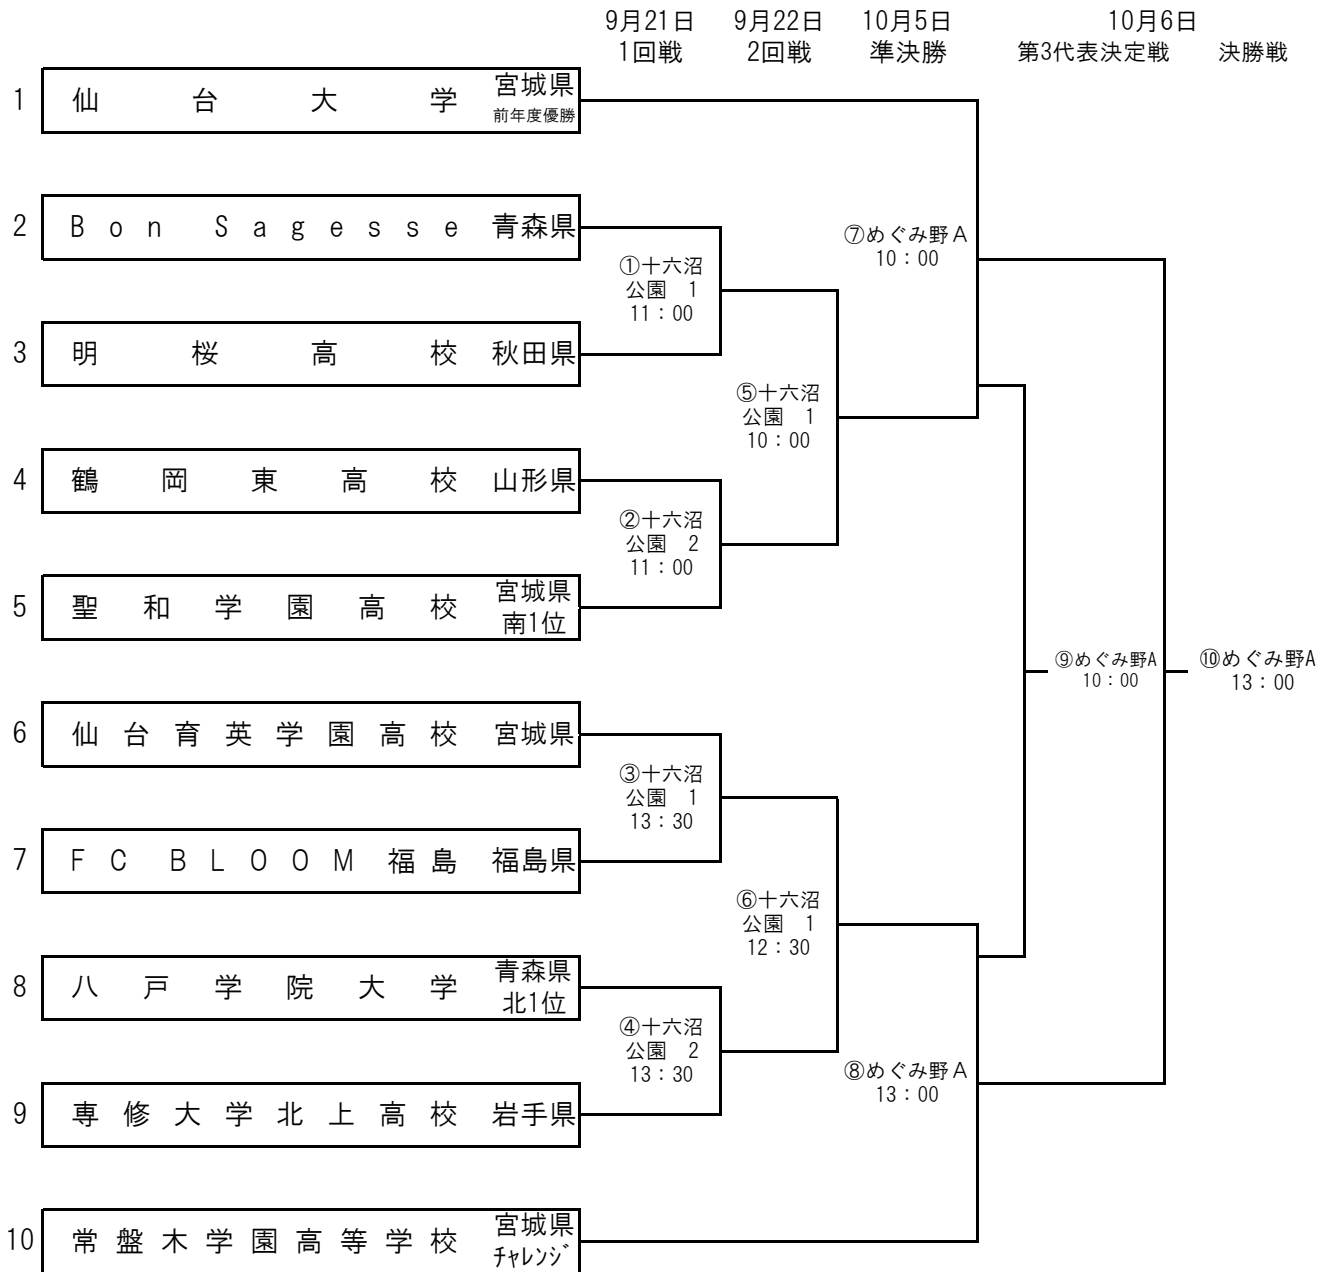 9月21日 9月22日 10月5日 10月6日
1回戦 2回戦 準決勝 第3代表決定戦 決勝戦
1 仙台大学 宮城県
前年度優勝
2 Bon Sagesse 青森県
⑦めぐみ野A
10：00
①十六沼
公園 1
11：00
3 明桜高校 秋田県
⑤十六沼
公園 1
10：00
4 鶴岡東高校 山形県
②十六沼
公園 2
11：00
5 聖和学園高校 宮城県
南1位
⑨めぐみ野A
10：00
⑩めぐみ野A
13：00
6 仙台育英学園高校 宮城県
③十六沼
公園 1
13：30
7 FC BLOOM福島 福島県
⑥十六沼
公園 1
12：30
8 八戸学院大学 青森県
北1位
④十六沼
公園 2
13：30
⑧めぐみ野A
13：00
9 専修大学北上高校 岩手県
10 常盤木学園高等学校 宮城県
ﾁｬﾚﾝｼﾞ